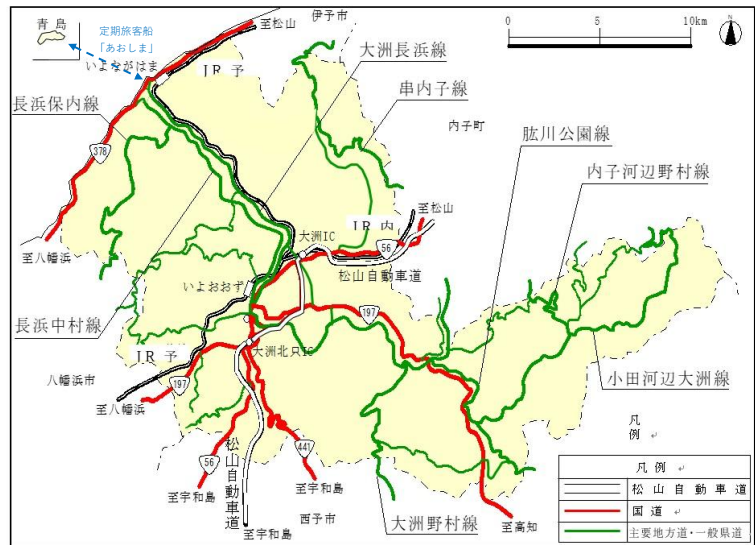 青島
定期旅客船
「あおしま」
いよながはま
至松山
伊予市
0
5
10km
N
JR 予
大洲長浜線
串内子線
長浜保内線
378
内子町
肱川公園線
内子河辺野村線
至松山
JR 内
大洲IC
56
至八幡浜
松山自動車道
いよおおず
197
長浜中村線
JR 予
大洲北只IC
小田河辺大洲線
八幡浜市
197
至八幡浜
凡
例
441
56
松山自動車道
至宇和島
至宇和島
西予市
大洲野村線
至高知
至宇和島
凡 例
松山自動車道
国道
主要地方道・一般県道